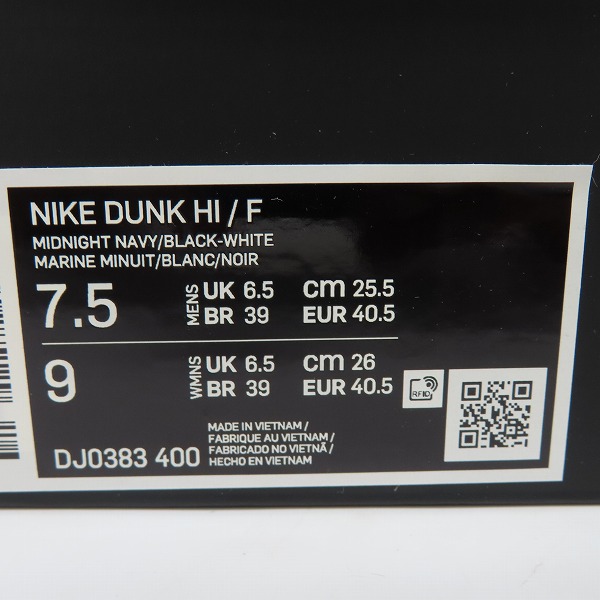 NIKE DUNK HI / F
MIDNIGHT NAVY/BLACK-WHITE
MARINE MINUIT/BLANC/NOIR
7.5 MENS UK 6.5 cm 25.5
BR 39 EUR 40.5
9 WMNS UK 6.5 cm 26
BR 39 EUR 40.5
RFID
DJ0383 400
MADE IN VIETNAM /
FABRIQUE AU VIETNAM /
FABRICADO NO VIETNÃ /
HECHO EN VIETNAM